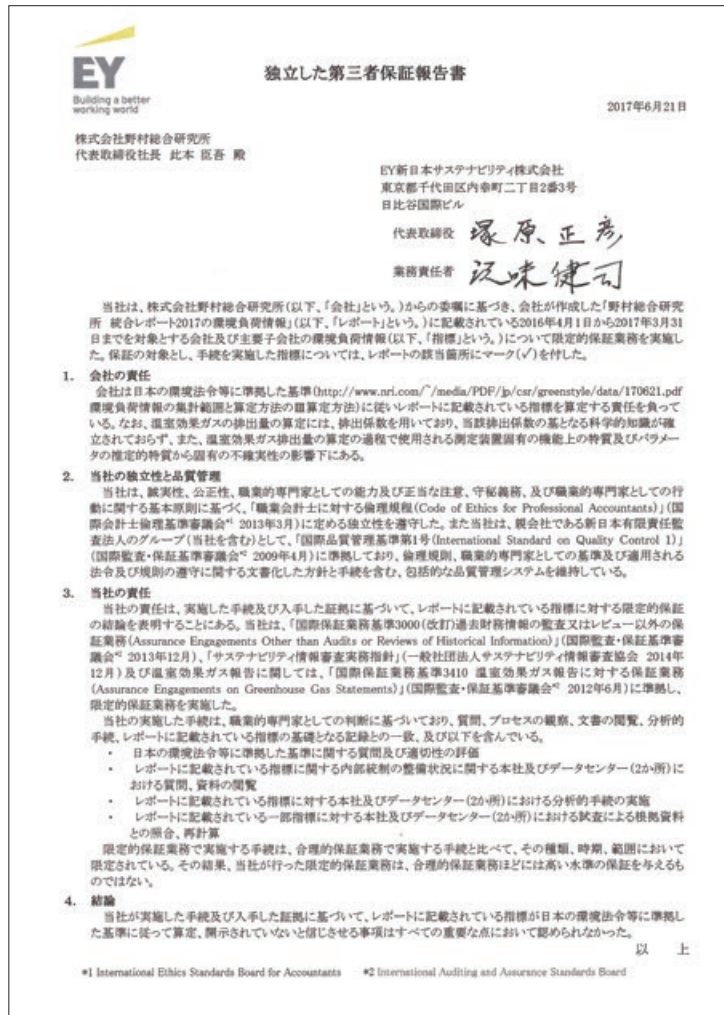 EY
Building a better
working world
独立した第三者保証報告書
2017年6月21日
株式会社野村総合研究所
代表取締役社長 此本 臣吾 殿
EY新日本サステナビリティ株式会社
東京都千代田区内幸町二丁目2番3号
日比谷国際ビル
代表取締役 塚原 正彦
業務責任者 沢味 健司
当社は、株式会社野村総合研究所(以下、「会社」という。)からの委嘱に基づき、会社が作成した「野村総合研究
所 統合レポート2017の環境負荷情報」(以下、「レポート」という。)に記載されている2016年4月1日から2017年3月31
日までを対象とする会社及び主要子会社の環境負荷情報(以下、「指標」という。)について限定的保証業務を実施し
た。保証の対象とし、手続を実施した指標については、レポートの該当箇所にマーク(✓)を付した。
1. 会社の責任
会社は日本の環境法令等に準拠した基準(http://www.nri.com/~/media/PDF/jp/csr/greenstyle/data/170621.pdf
環境負荷情報の集計範囲と算定方法のⅢ算定方法)に従いレポートに記載されている指標を算定する責任を負って
いる。なお、温室効果ガスの排出量の算定には、排出係数を用いており、当該排出係数の基となる科学的知識が確
立されておらず、また、温室効果ガス排出量の算定の過程で使用される測定装置固有の機能上の特質及びパラメー
タの推定的特質から固有の不確実性の影響下にある。
2. 当社の独立性と品質管理
当社は、誠実性、公正性、職業的専門家としての能力及び正当な注意、守秘義務、及び職業的専門家としての行
動に関する基本原則に基づく、「職業会計士に対する倫理規程(Code of Ethics for Professional Accountants)」(国
際会計士倫理基準審議会*1 2013年3月)に定める独立性を遵守した。また当社は、親会社である新日本有限責任監
査法人のグループ(当社を含む)として、「国際品質管理基準第1号(International Standard on Quality Control 1)」
(国際監査・保証基準審議会*2 2009年4月)に準拠しており、倫理規則、職業的専門家としての基準及び適用される
法令及び規則の遵守に関する文書化した方針と手続を含む、包括的な品質管理システムを維持している。
3. 当社の責任
当社の責任は、実施した手続及び入手した証拠に基づいて、レポートに記載されている指標に対する限定的保証
の結論を表明することにある。当社は、「国際保証業務基準3000(改訂)過去財務情報の監査又はレビュー以外の保
証業務(Assurance Engagements Other than Audits or Reviews of Historical Information)」(国際監査・保証基準審
議会*2 2013年12月)、「サステナビリティ情報審査実務指針」(一般社団法人サステナビリティ情報審査協会 2014年
12月)及び温室効果ガス報告に関しては、「国際保証業務基準3410 温室効果ガス報告に対する保証業務
(Assurance Engagements on Greenhouse Gas Statements)」(国際監査・保証基準審議会*2 2012年6月)に準拠し、
限定的保証業務を実施した。
当社の実施した手続は、職業的専門家としての判断に基づいており、質問、プロセスの観察、文書の閲覧、分析的
手続、レポートに記載されている指標の基礎となる記録との一致、及び以下を含んでいる。
・ 日本の環境法令等に準拠した基準に関する質問及び適切性の評価
・ レポートに記載されている指標に関する内部統制の整備状況に関する本社及びデータセンター(2か所)に
おける質問、資料の閲覧
・ レポートに記載されている指標に対する本社及びデータセンター(2か所)における分析的手続の実施
・ レポートに記載されている一部指標に対する本社及びデータセンター(2か所)における試査による根拠資料
との照合、再計算
限定的保証業務で実施する手続は、合理的保証業務で実施する手続と比べて、その種類、時期、範囲において
限定されている。その結果、当社が行った限定的保証業務は、合理的保証業務ほどには高い水準の保証を与えるも
のではない。
4. 結論
当社が実施した手続及び入手した証拠に基づいて、レポートに記載されている指標が日本の環境法令等に準拠し
た基準に従って算定、開示されていないと信じさせる事項はすべての重要な点において認められなかった。
以 上
*1 International Ethics Standards Board for Accountants *2 International Auditing and Assurance Standards Board